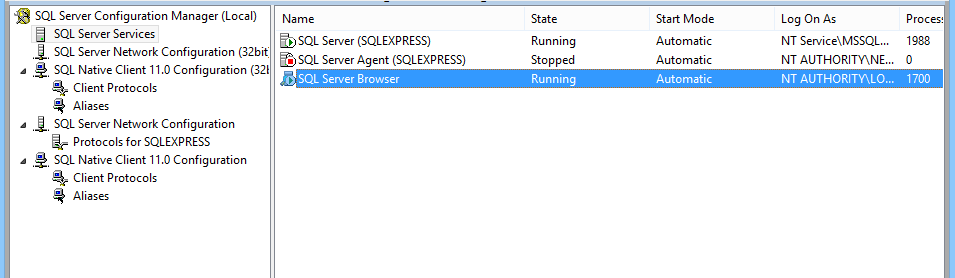 SQL Server Configuration Manager (Local)
SQL Server Services
SQL Server Network Configuration (32bit
SQL Native Client 11.0 Configuration (32b
Client Protocols
Aliases
SQL Server Network Configuration
Protocols for SQLEXPRESS
SQL Native Client 11.0 Configuration
Client Protocols
Aliases
Name State Start Mode Log On As Process
SQL Server (SQLEXPRESS) Running Automatic NT Service\MSSQL... 1988
SQL Server Agent (SQLEXPRESS) Stopped Automatic NT AUTHORITY\NE... 0
SQL Server Browser Running Automatic NT AUTHORITY\LO... 1700